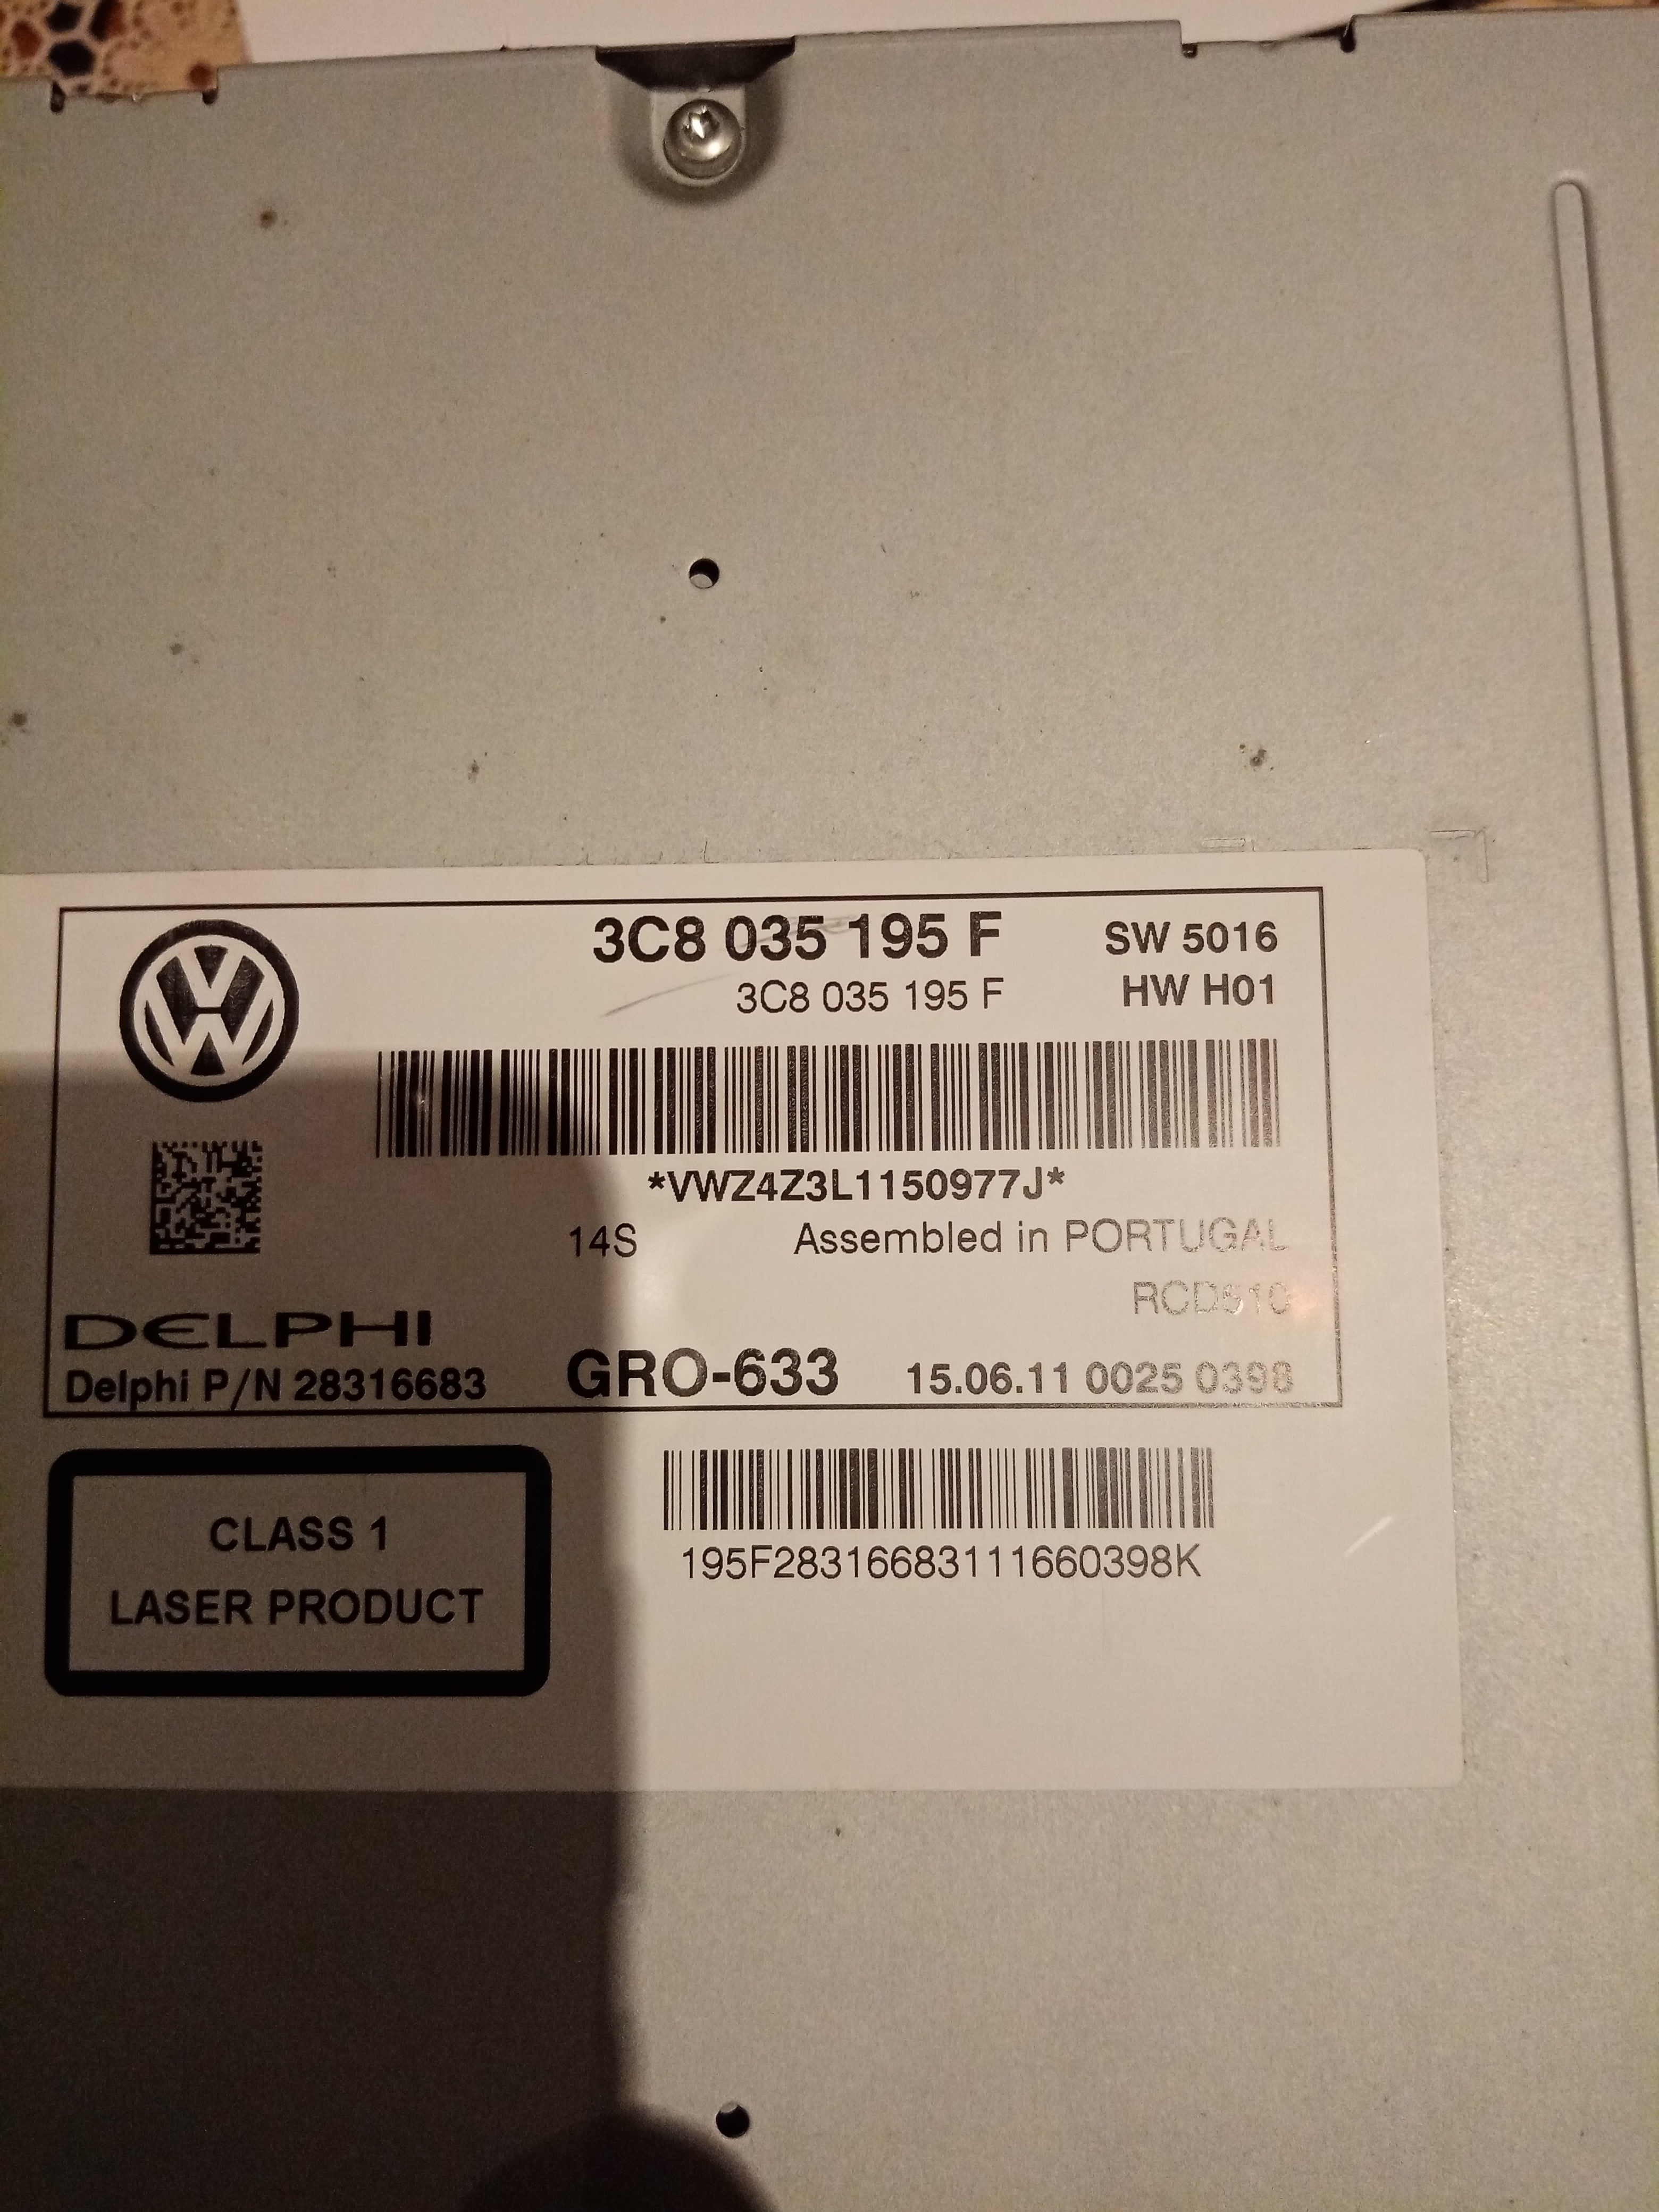 3C8 035 195 F
SW 5016
3C8 035 195 F
HW H01
*VWZ4Z3L1150977J*
14S
Assembled in PORTUGAL
RCD510
DELPHI
Delphi P/N 28316683
GRO-633
15.06.11 0025 0398
CLASS 1
LASER PRODUCT
195F28316683111660398K